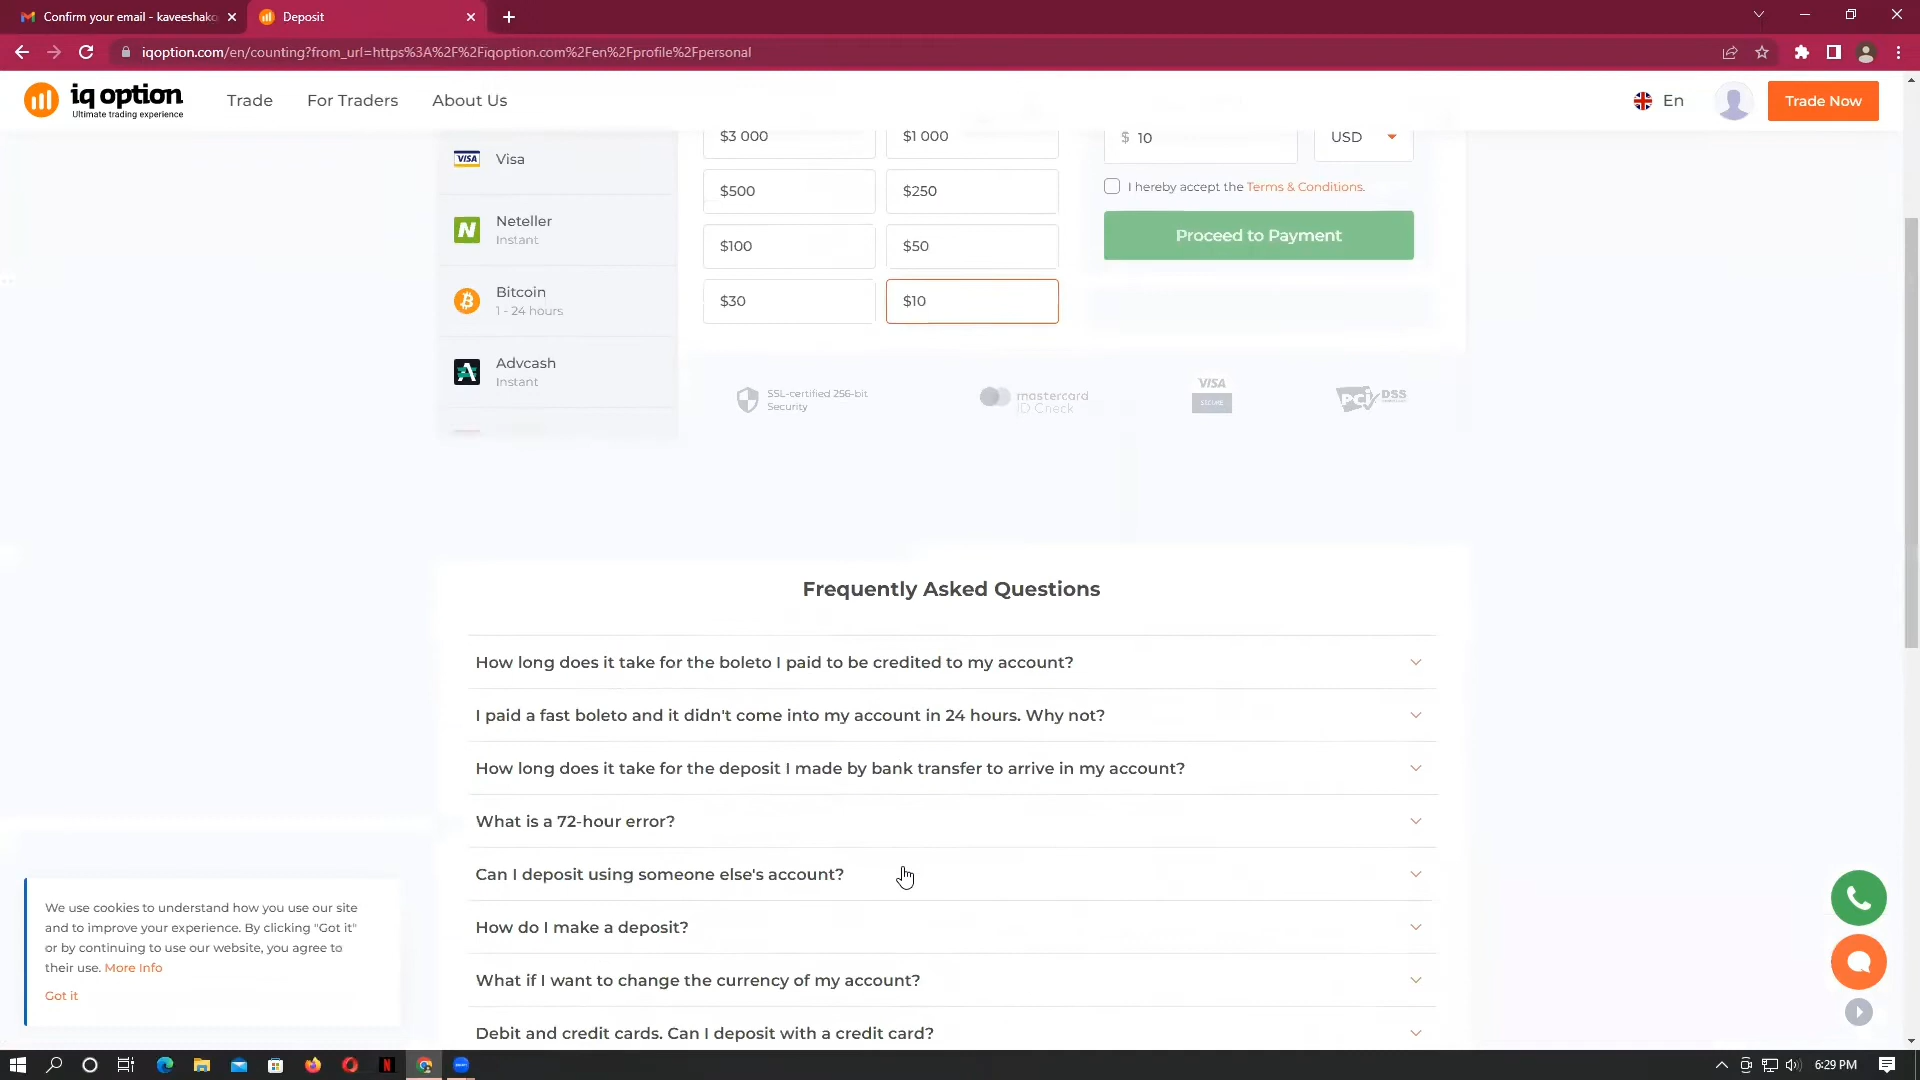 Confirm your email - kaveeshako
Deposit
iqoption.com/en/counting?from_url=https%3A%2F%2Fiqoption.com%2Fen%2Fprofile%2Fpersonal
iq option
Ultimate trading experience
Trade
For Traders
About Us
En
Trade Now
VISA
Visa
Neteller
Instant
Bitcoin
1 - 24 hours
Advcash
Instant
$3 000
$1 000
$500
$250
$100
$50
$30
$10
$ 10
USD
I hereby accept the Terms & Conditions.
Proceed to Payment
SSL-certified 256-bit
Security
mastercard
ID Check
VISA
SECURE
PCI DSS
Frequently Asked Questions
How long does it take for the boleto I paid to be credited to my account?
I paid a fast boleto and it didn't come into my account in 24 hours. Why not?
How long does it take for the deposit I made by bank transfer to arrive in my account?
What is a 72-hour error?
Can I deposit using someone else's account?
How do I make a deposit?
What if I want to change the currency of my account?
Debit and credit cards. Can I deposit with a credit card?
We use cookies to understand how you use our site
and to improve your experience. By clicking "Got it"
or by continuing to use our website, you agree to
their use. More Info
Got it
6:29 PM